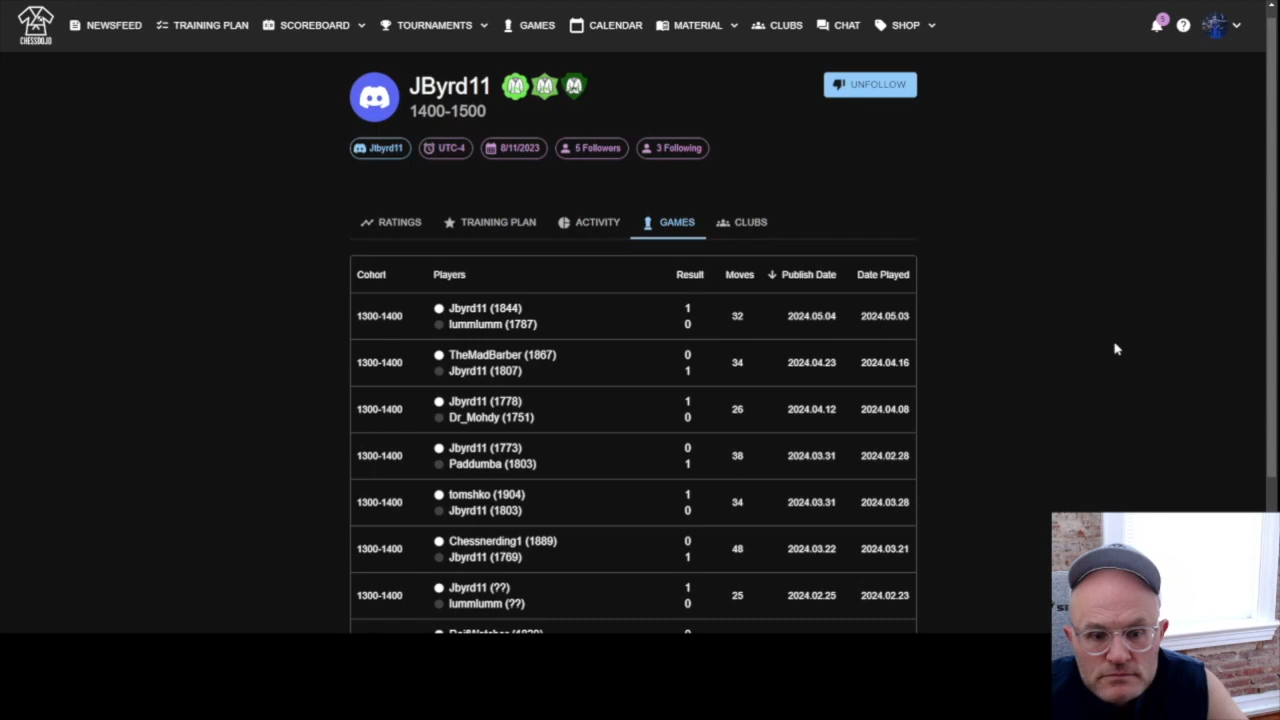 CHESSDOJO
NEWSFEED TRAINING PLAN SCOREBOARD TOURNAMENTS GAMES CALENDAR MATERIAL CLUBS CHAT SHOP 3 ?
JByrd11
1400-1500
UNFOLLOW
Jtbyrd11 UTC-4 8/11/2023 5 Followers 3 Following
RATINGS TRAINING PLAN ACTIVITY GAMES CLUBS
Cohort Players Result Moves Publish Date Date Played
1300-1400 Jbyrd11 (1844) 1 32 2024.05.04 2024.05.03
lummlumm (1787) 0
1300-1400 TheMadBarber (1867) 0 34 2024.04.23 2024.04.16
Jbyrd11 (1807) 1
1300-1400 Jbyrd11 (1778) 1 26 2024.04.12 2024.04.08
Dr_Mohdy (1751) 0
1300-1400 Jbyrd11 (1773) 0 38 2024.03.31 2024.02.28
Paddumba (1803) 1
1300-1400 tomshko (1904) 1 34 2024.03.31 2024.03.28
Jbyrd11 (1803) 0
1300-1400 Chessnerding1 (1889) 0 48 2024.03.22 2024.03.21
Jbyrd11 (1769) 1
1300-1400 Jbyrd11 (??) 1 25 2024.02.25 2024.02.23
lummlumm (??) 0